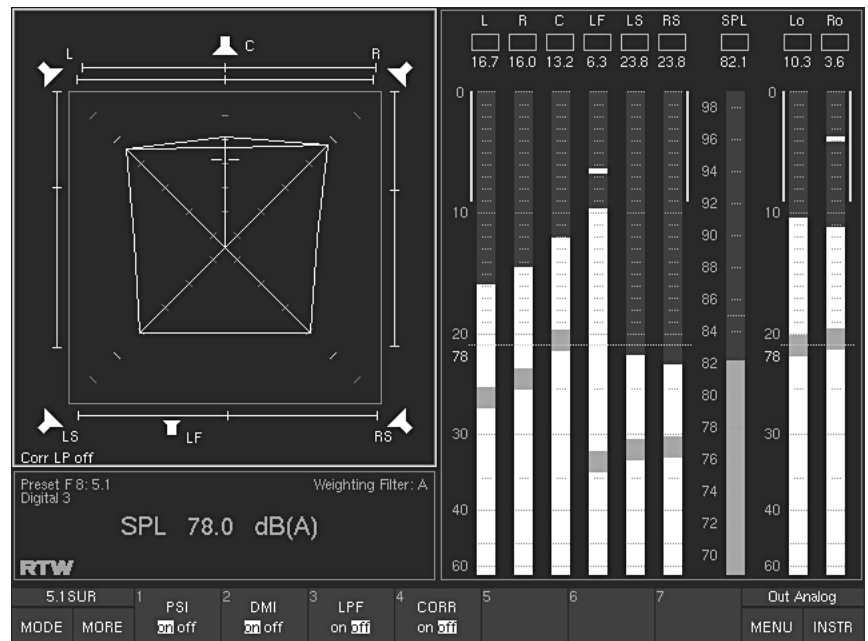 L R C LF LS RS SPL Lo Ro
16.7 16.0 13.2 6.3 23.8 23.8 82.1 10.3 3.6
C
L R
0 98 0
96
94
92
10 90 10
88
86
84
20 82 20
78 80 78
78
30 76 30
74
40 72 40
70
60 60
LS LF RS
Corr LP off
Preset F 8: 5.1 Weighting Filter: A
Digital 3
SPL 78.0 dB(A)
RTW
5.1SUR 1 PSI 2 DMI 3 LPF 4 CORR 5 6 7 Out Analog
MODE MORE on off on off on off on off MENU INSTR